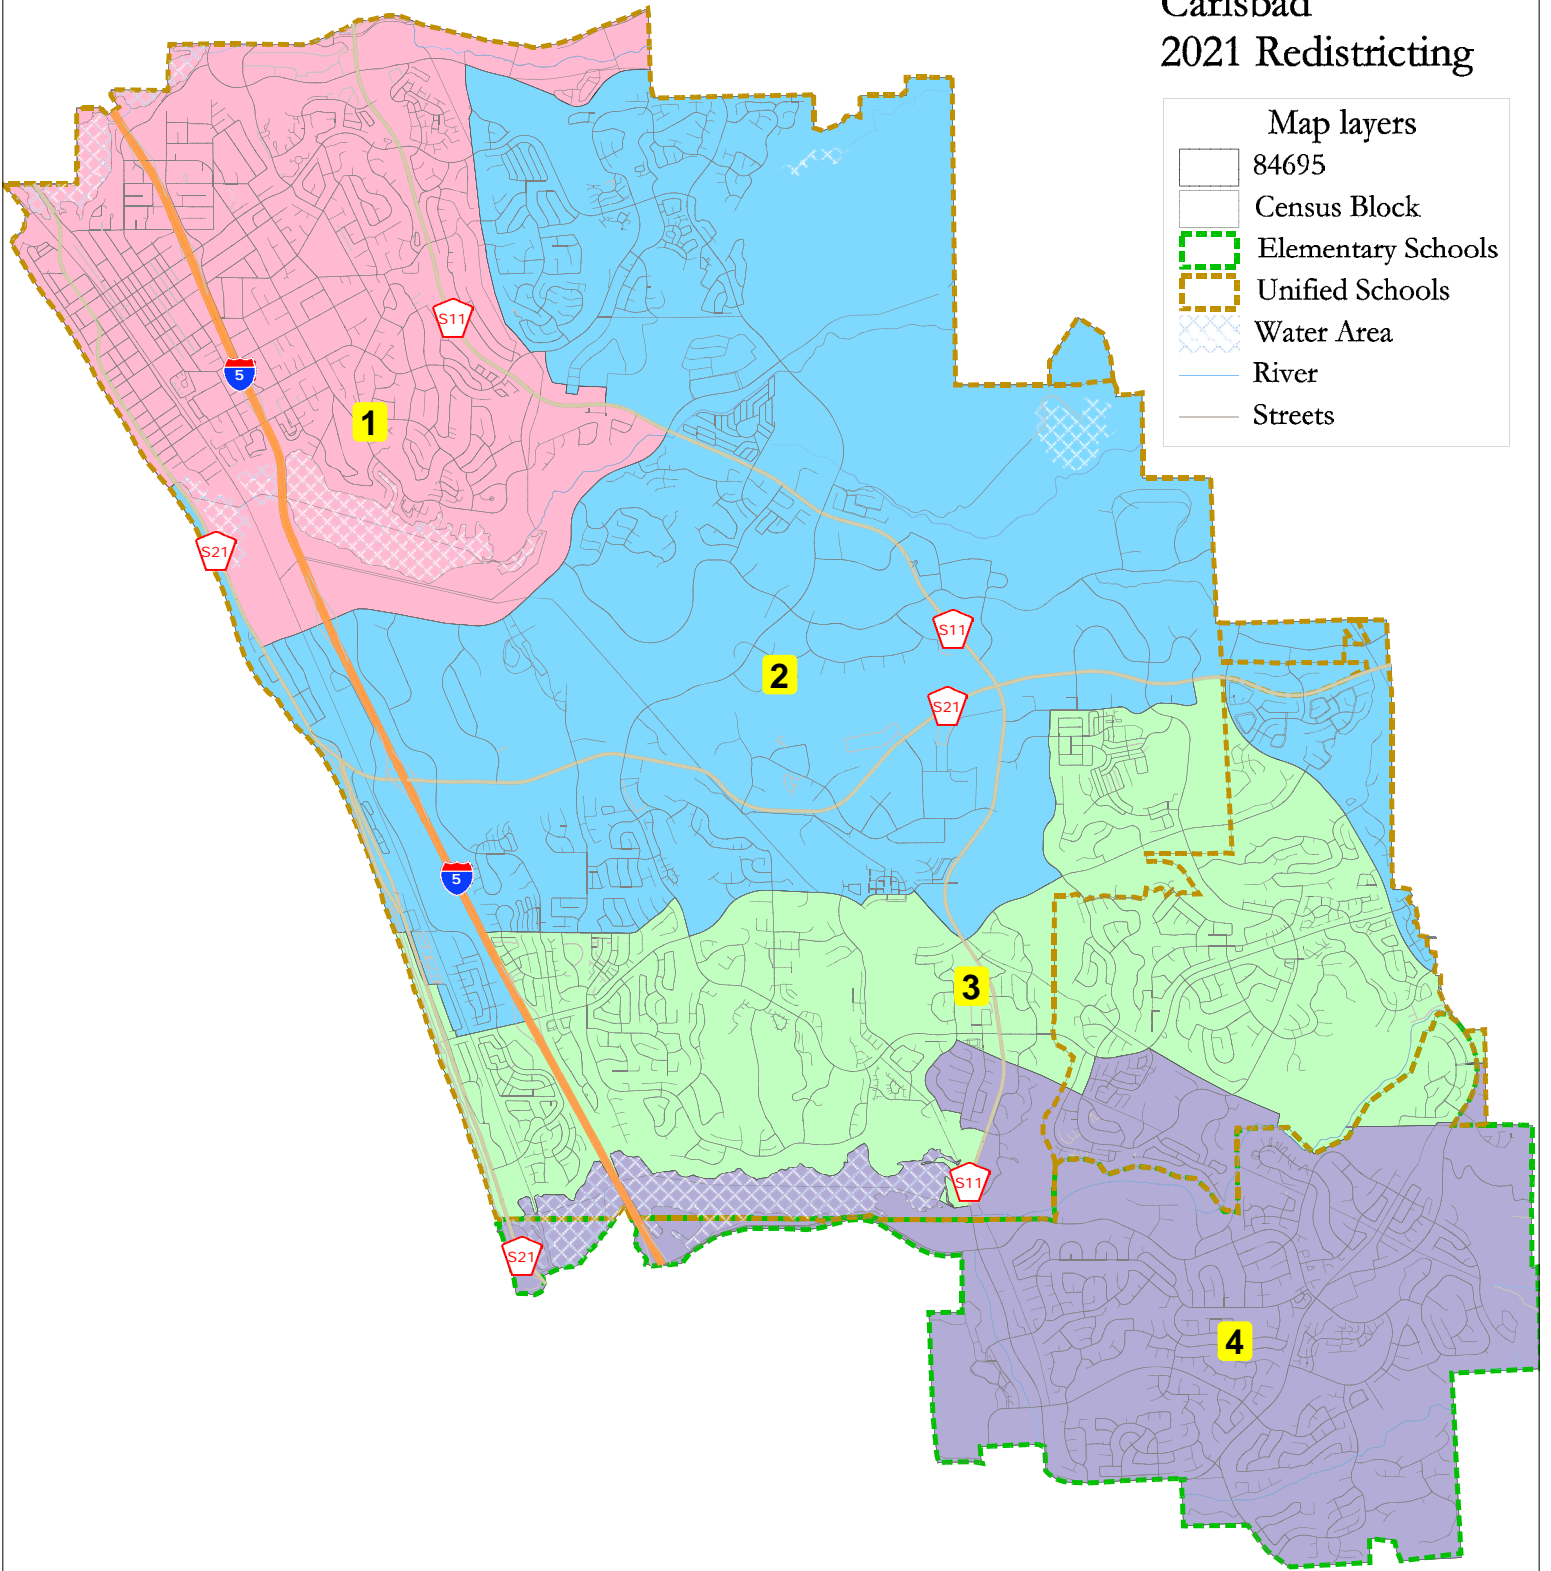 Carlsbad
2021 Redistricting
Map layers
84695
Census Block
Elementary Schools
Unified Schools
Water Area
River
Streets
S11
5
1
S21
S11
2
S21
5
3
S11
S21
4